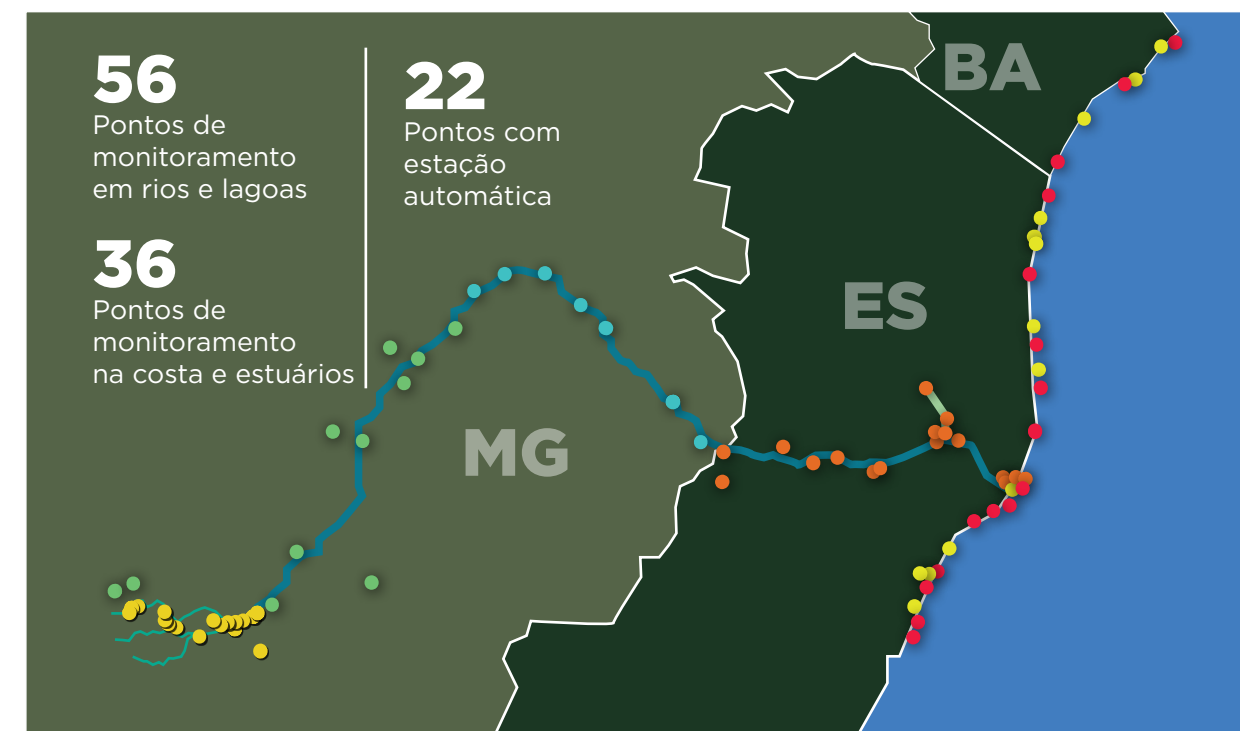 56
Pontos de
monitoramento
em rios e lagoas
36
Pontos de
monitoramento
na costa e estuários
22
Pontos com
estação
automática
BA
ES
MG